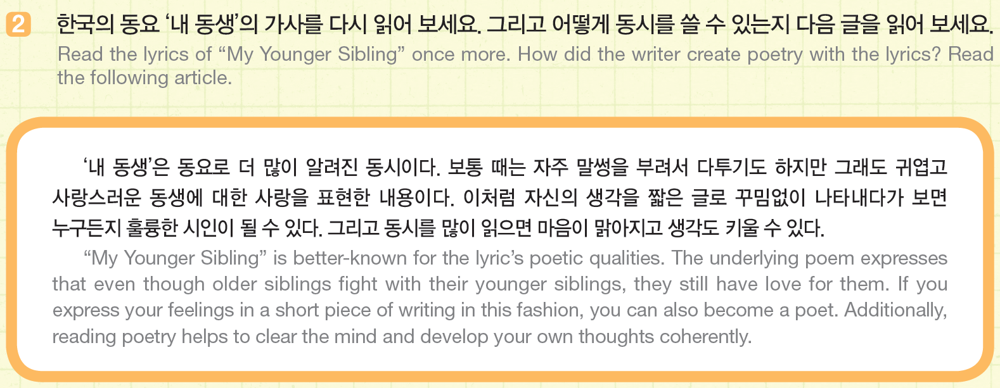 2 한국의 동요 ‘내 동생’의 가사를 다시 읽어 보세요. 그리고 어떻게 동시를 쓸 수 있는지 다음 글을 읽어 보세요.
Read the lyrics of “My Younger Sibling” once more. How did the writer create poetry with the lyrics? Read
the following article.
‘내 동생’은 동요로 더 많이 알려진 동시이다. 보통 때는 자주 말썽을 부려서 다투기도 하지만 그래도 귀엽고
사랑스러운 동생에 대한 사랑을 표현한 내용이다. 이처럼 자신의 생각을 짧은 글로 꾸밈없이 나타내다가 보면
누구든지 훌륭한 시인이 될 수 있다. 그리고 동시를 많이 읽으면 마음이 맑아지고 생각도 키울 수 있다.
“My Younger Sibling” is better-known for the lyric’s poetic qualities. The underlying poem expresses
that even though older siblings fight with their younger siblings, they still have love for them. If you
express your feelings in a short piece of writing in this fashion, you can also become a poet. Additionally,
reading poetry helps to clear the mind and develop your own thoughts coherently.